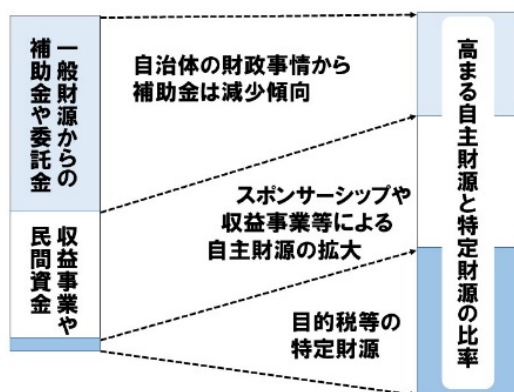 一般財源からの
補助金や委託金
収益事業や
民間資金
自治体の財政事情から
補助金は減少傾向
スポンサーシップや
収益事業等による
自主財源の拡大
目的税等の
特定財源
高まる自主財源と特定財源の比率